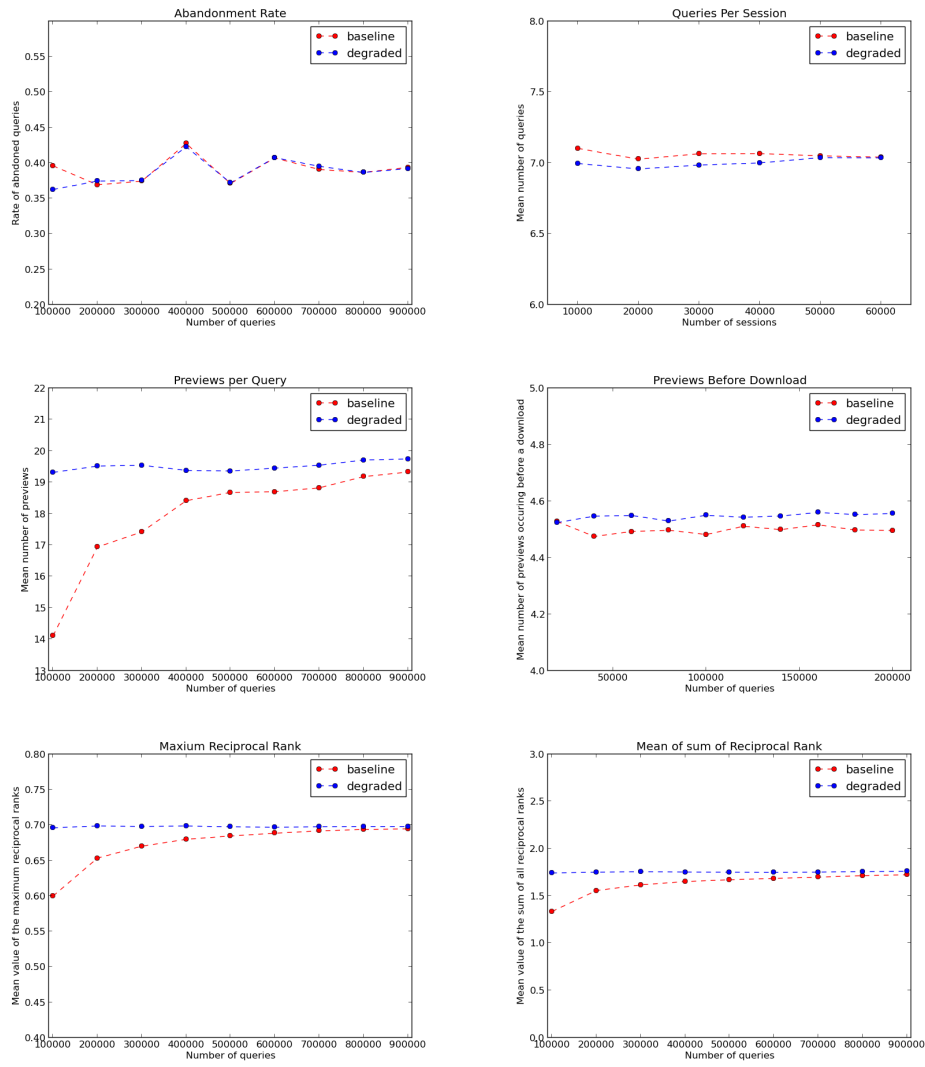 Abandonment Rate
baseline
degraded
0.55
0.50
0.45
0.40
0.35
0.30
0.25
0.20
Rate of abandoned queries
100000 200000 300000 400000 500000 600000 700000 800000 900000
Number of queries
Queries Per Session
baseline
degraded
8.0
7.5
7.0
6.5
6.0
Mean number of queries
10000 20000 30000 40000 50000 60000
Number of sessions
Previews per Query
baseline
degraded
22
21
20
19
18
17
16
15
14
13
Mean number of previews
100000 200000 300000 400000 500000 600000 700000 800000 900000
Number of queries
Previews Before Download
baseline
degraded
5.0
4.8
4.6
4.4
4.2
4.0
Mean number of previews occuring before a download
50000 100000 150000 200000
Number of queries
Maxium Reciprocal Rank
baseline
degraded
0.80
0.75
0.70
0.65
0.60
0.55
0.50
0.45
0.40
Mean value of the maximum reciprocal ranks
100000 200000 300000 400000 500000 600000 700000 800000 900000
Number of queries
Mean of sum of Reciprocal Rank
baseline
degraded
3.0
2.5
2.0
1.5
1.0
0.5
0.0
Mean value of the sum of all reciprocal ranks
100000 200000 300000 400000 500000 600000 700000 800000 900000
Number of queries